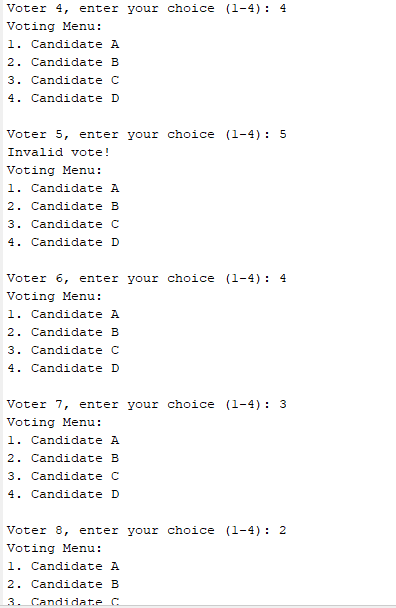 Voter 4, enter your choice (1-4): 4
Voting Menu:
1. Candidate A
2. Candidate B
3. Candidate C
4. Candidate D
Voter 5, enter your choice (1-4): 5
Invalid vote!
Voting Menu:
1. Candidate A
2. Candidate B
3. Candidate C
4. Candidate D
Voter 6, enter your choice (1-4): 4
Voting Menu:
1. Candidate A
2. Candidate B
3. Candidate C
4. Candidate D
Voter 7, enter your choice (1-4): 3
Voting Menu:
1. Candidate A
2. Candidate B
3. Candidate C
4. Candidate D
Voter 8, enter your choice (1-4): 2
Voting Menu:
1. Candidate A
2. Candidate B
3. Candidate C